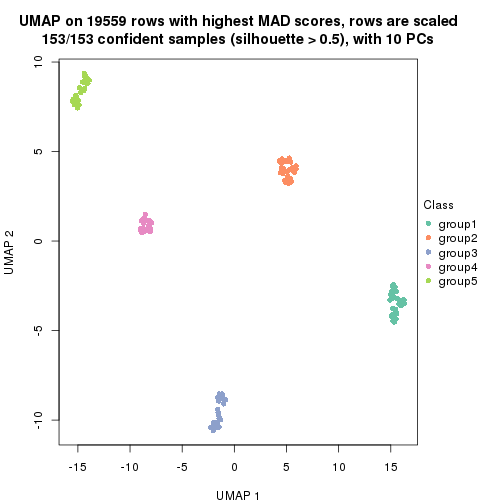 UMAP on 19559 rows with highest MAD scores, rows are scaled
153/153 confident samples (silhouette > 0.5), with 10 PCs
10
5
0
-5
-10
UMAP 2
-15
-10
-5
0
5
10
15
UMAP 1
Class
group1
group2
group3
group4
group5